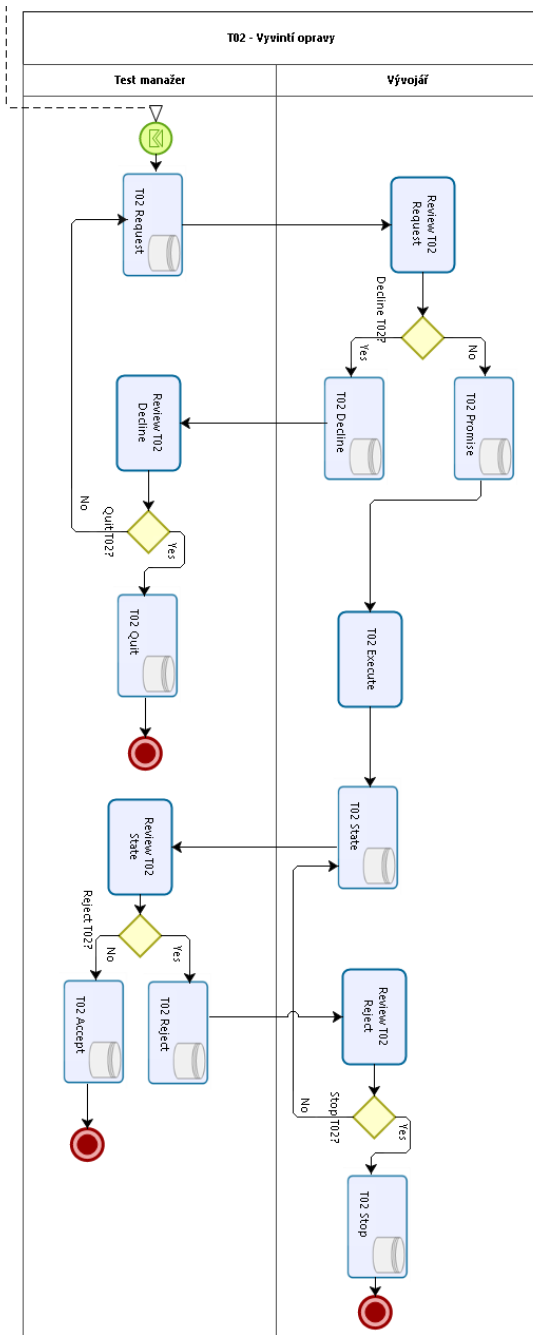 T02 - Vyvintí opravy
Test manažer
Vývojář
T02 Request
Review T02
Request
Decline T02?
Yes
No
T02 Decline
T02 Promise
Review T02
Decline
Quit T02?
No
Yes
T02 Quit
T02 Execute
T02 State
Review T02
State
Reject T02?
No
Yes
T02 Accept
T02 Reject
Review T02
Reject
Stop T02?
No
Yes
T02 Stop